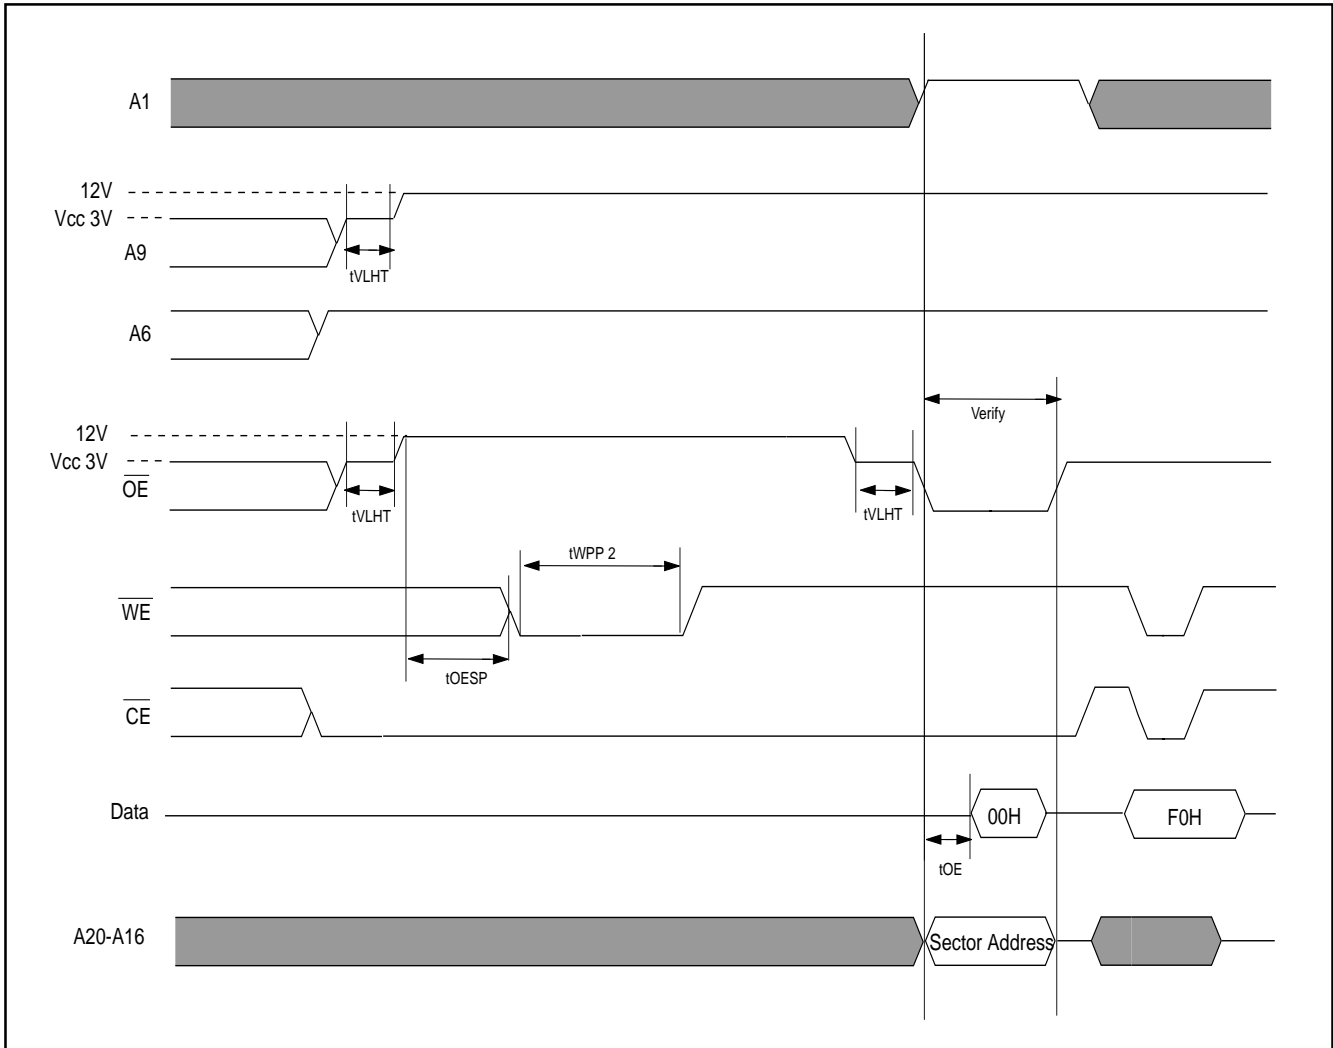 A1
12V
Vcc 3V
A9
tVLHT
A6
Verify
12V
Vcc 3V
OE
tVLHT
tVLHT
tWPP 2
WE
tOESP
CE
Data
00H
F0H
tOE
A20-A16
Sector Address